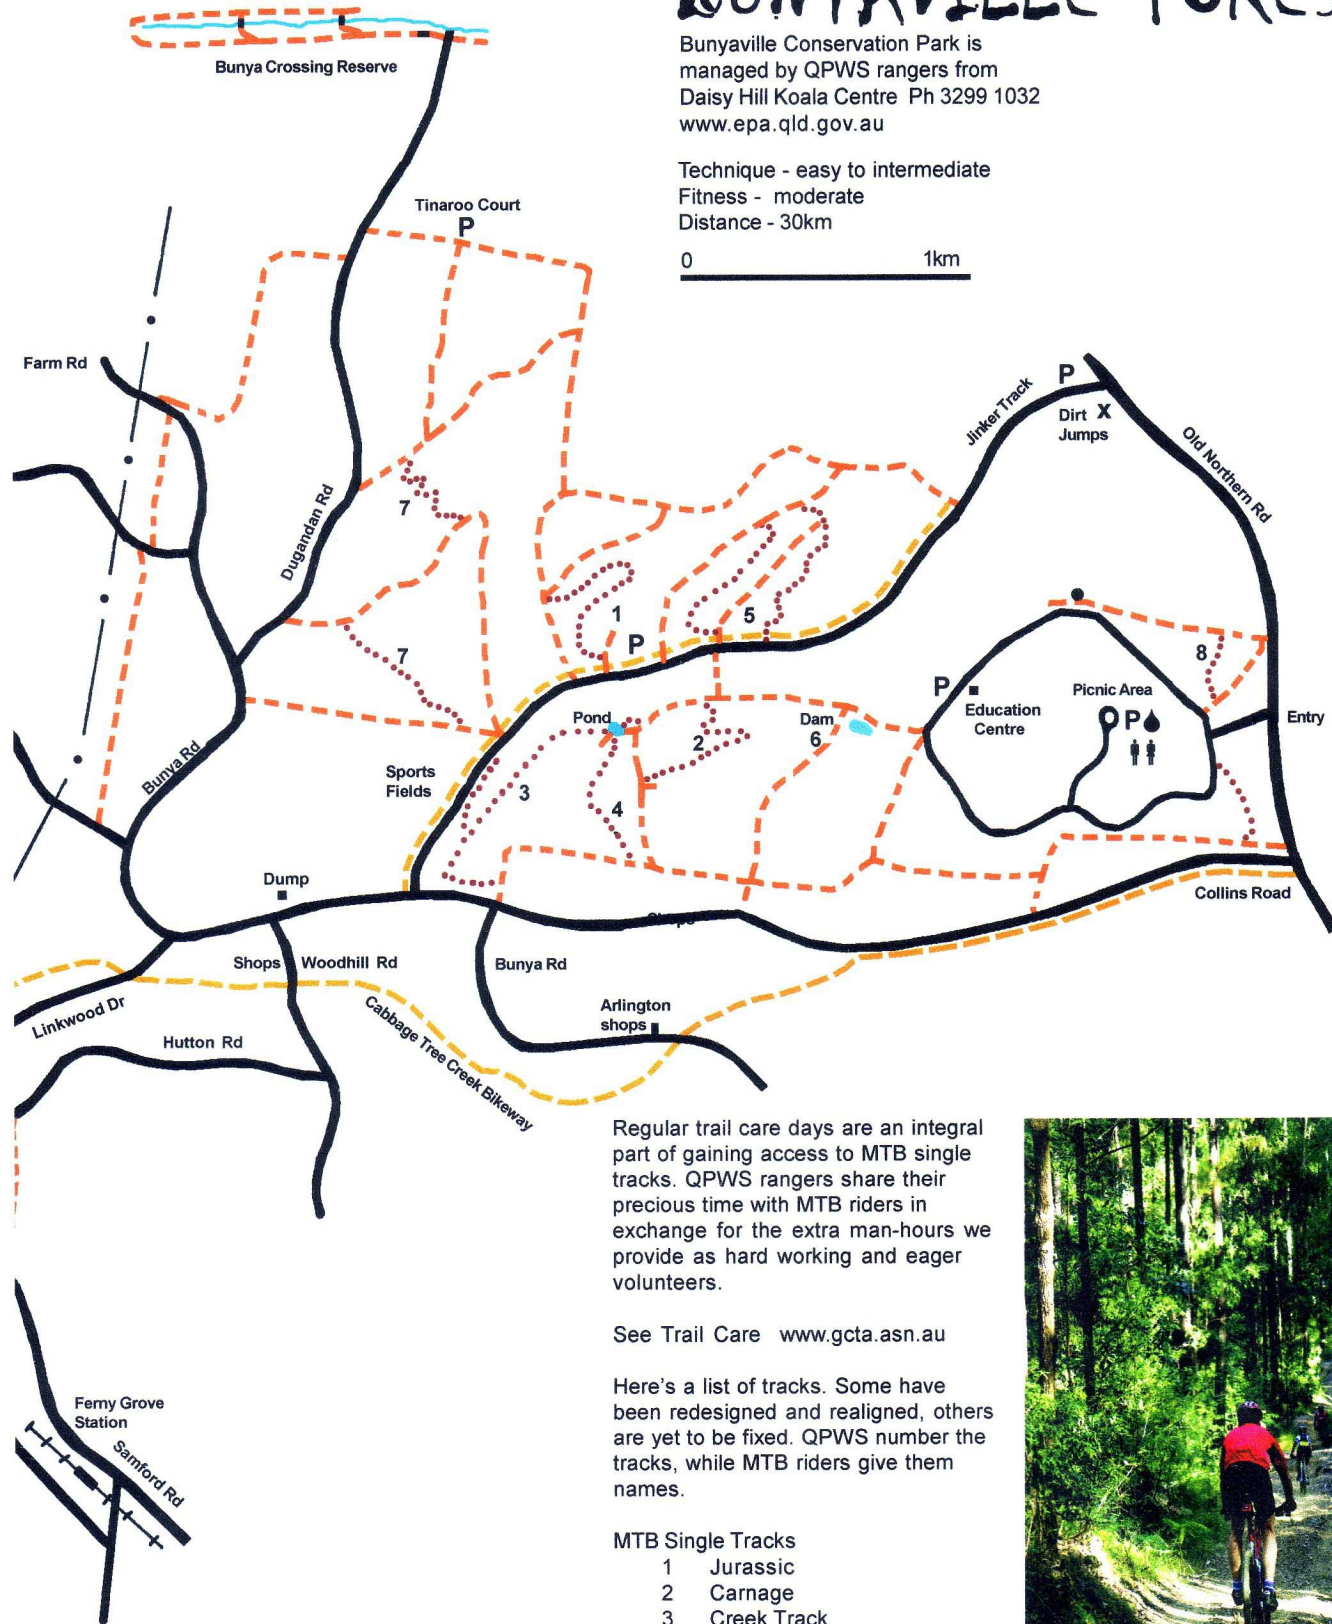 BUNYAVILLE FORES
Bunyaville Conservation Park is
managed by QPWS rangers from
Daisy Hill Koala Centre Ph 3299 1032
www.epa.qld.gov.au
Technique - easy to intermediate
Fitness - moderate
Distance - 30km
0 1km
Bunya Crossing Reserve
Tinaroo Court
P
Farm Rd
Dugandan Rd
7
7
Jinker Track
P
Dirt X
Jumps
Old Northern Rd
1
P
5
8
P
Education
Centre
Picnic Area
P
Entry
Pond
Dam
6
2
3
4
Sports
Fields
Bunya Rd
Dump
Shops
Collins Road
Shops Woodhill Rd
Bunya Rd
Linkwood Dr
Cabbage Tree Creek Bikeway
Arlington
shops
Hutton Rd
Regular trail care days are an integral
part of gaining access to MTB single
tracks. QPWS rangers share their
precious time with MTB riders in
exchange for the extra man-hours we
provide as hard working and eager
volunteers.
See Trail Care www.gcta.asn.au
Here's a list of tracks. Some have
been redesigned and realigned, others
are yet to be fixed. QPWS number the
tracks, while MTB riders give them
names.
MTB Single Tracks
1 Jurassic
2 Carnage
3 Creek Track
Ferny Grove
Station
Samford Rd